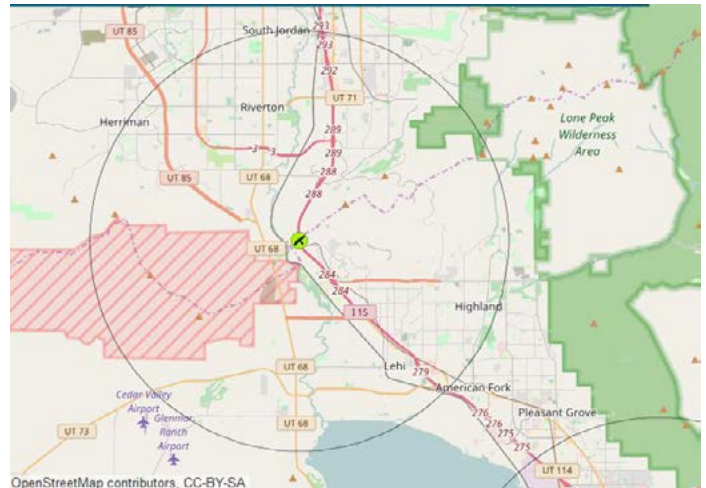 UT 85
South Jordan
293
293
292
UT 71
Riverton
Herriman
289
3
3
289
Lone Peak
Wilderness
Area
UT 85
UT 68
288
288
UT 68
284
284
Highland
I 15
Lehi
279
UT 68
American Fork
Cedar Valley
Airport
Glenmar
Ranch
Airport
276
276
275
275
Pleasant Grove
UT 73
UT 68
UT 114
OpenStreetMap contributors, CC-BY-SA